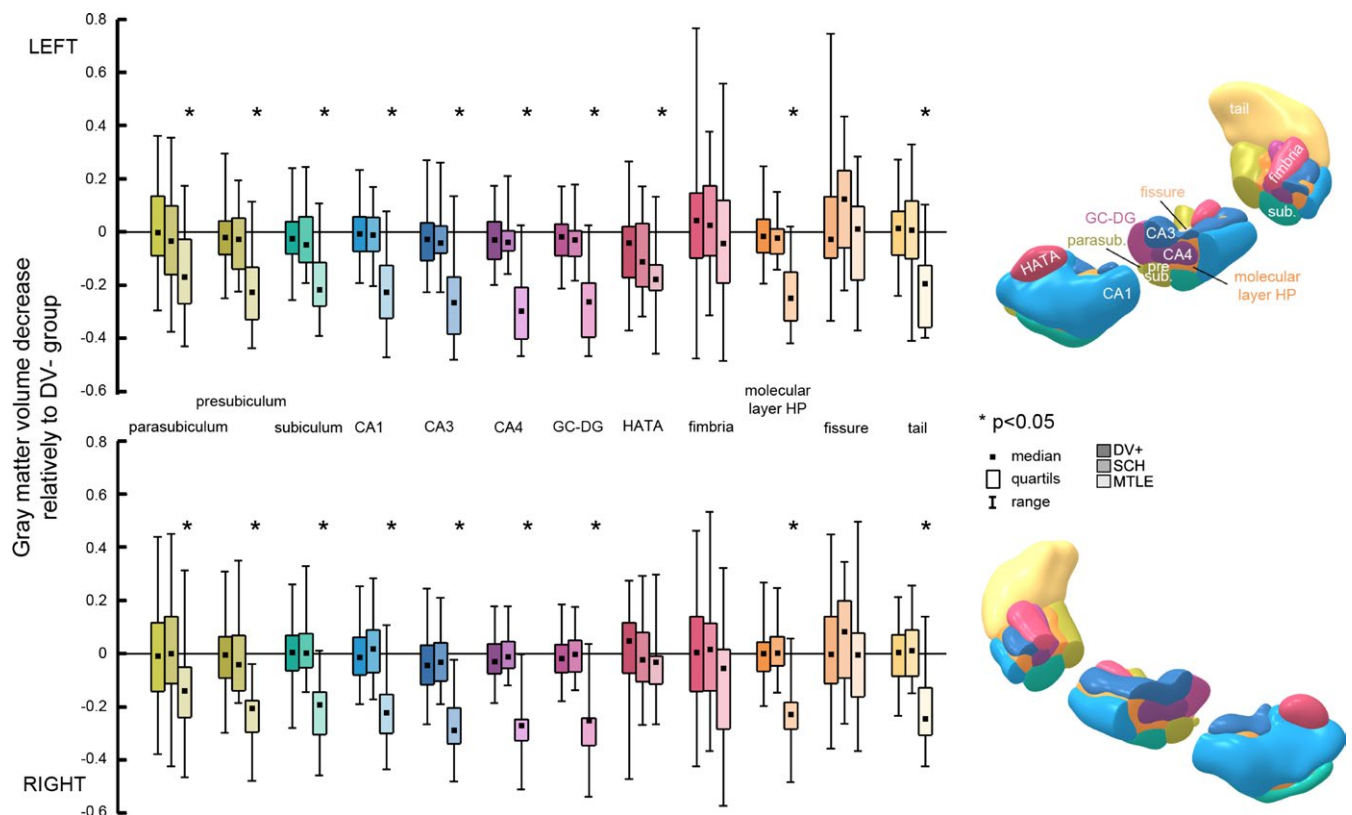 0.8
LEFT
0.6
0.4
* * * * * * * * * *
0.2
0
-0.2
-0.4
-0.6
Gray matter volume decrease
relatively to DV- group
parasubiculum
presubiculum
subiculum
CA1
CA3
CA4
GC-DG
HATA
fimbria
molecular
layer HP
fissure
tail
0.8
0.6
0.4
* * * * * * * * *
0.2
0
-0.2
-0.4
RIGHT
-0.6
tail
fimbria
sub.
fissure
GC-DG
CA3
parasub.
CA4
pre
sub.
HATA
CA1
molecular
layer HP
* p<0.05
median
quartils
range
DV+
SCH
MTLE